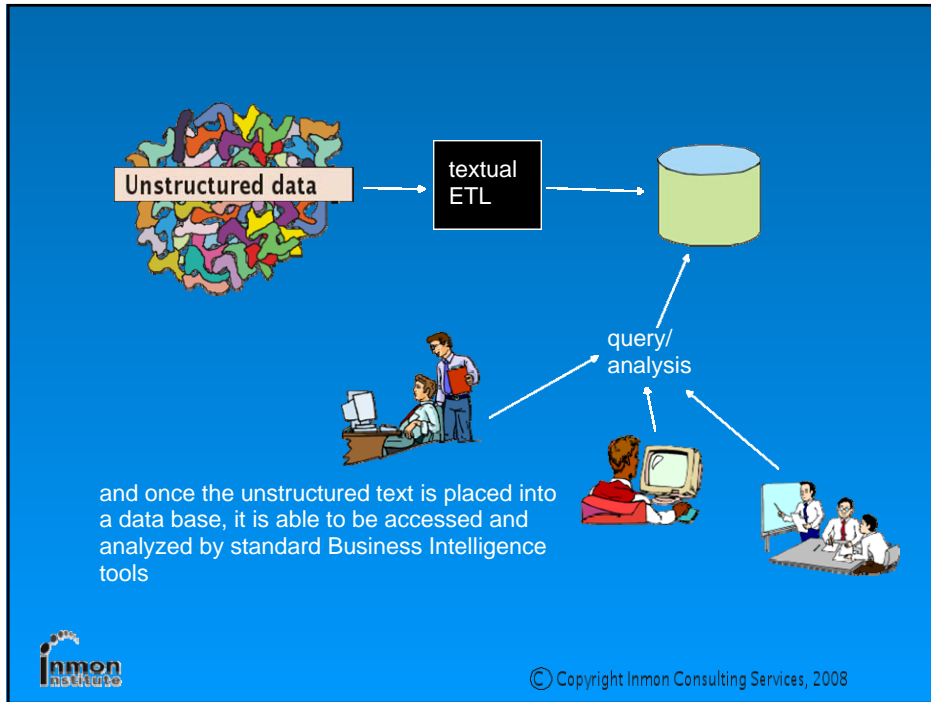 Unstructured data
textual
ETL
query/
analysis
and once the unstructured text is placed into
a data base, it is able to be accessed and
analyzed by standard Business Intelligence
tools
Inmon
Institute
© Copyright Inmon Consulting Services, 2008